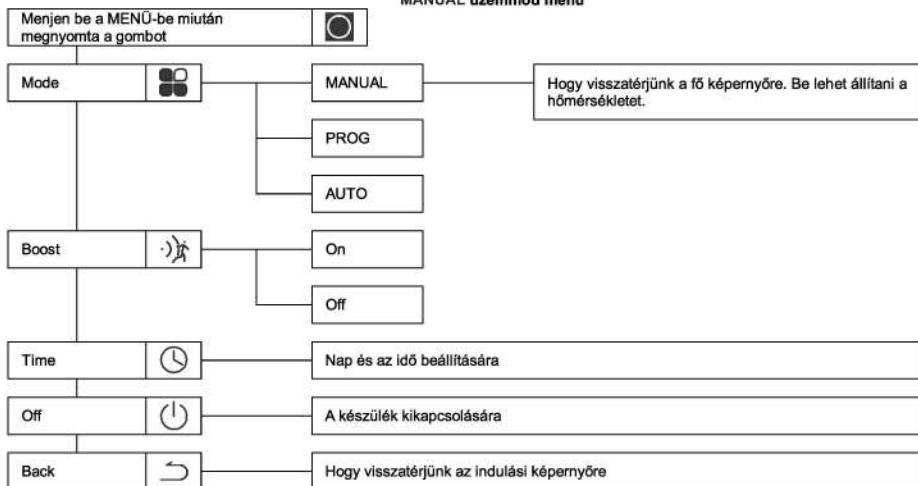 MANUAL üzemmód menü
Menjen be a MENÜ-be miután
megnyomta a gombot
Mode
MANUAL
Hogy visszatérjünk a fő képernyőre. Be lehet állítani a
hőmérsékletet.
PROG
AUTO
Boost
On
Off
Time
Nap és az idő beállítására
Off
A készülék kikapcsolására
Back
Hogy visszatérjünk az indulási képernyőre